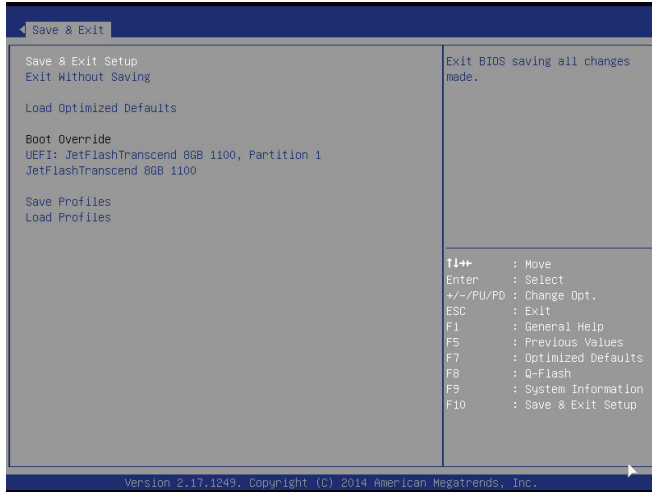 Save & Exit
Save & Exit Setup
Exit Without Saving
Load Optimized Defaults
Boot Override
UEFI: JetFlashTranscend 8GB 1100, Partition 1
JetFlashTranscend 8GB 1100
Save Profiles
Load Profiles
Exit BIOS saving all changes
made.
↑↓→← : Move
Enter : Select
+/-/PU/PD : Change Opt.
ESC : Exit
F1 : General Help
F5 : Previous Values
F7 : Optimized Defaults
F8 : Q-Flash
F9 : System Information
F10 : Save & Exit Setup
Version 2.17.1249. Copyright (C) 2014 American Megatrends, Inc.